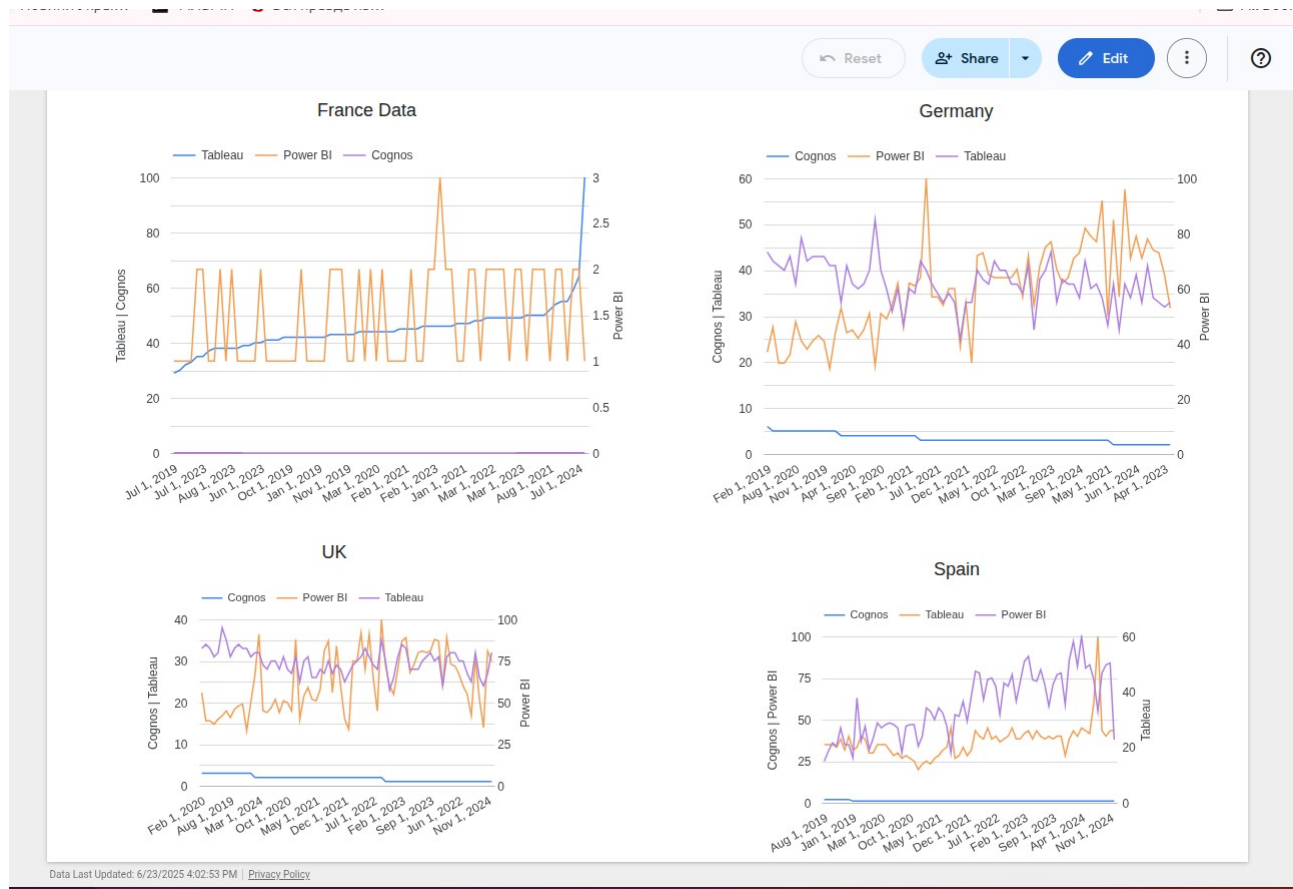 Reset
Share
Edit
France Data
Tableau Power BI Cognos
100
80
60
40
20
0
Tableau | Cognos
3
2.5
2
1.5
1
0.5
0
Power BI
Jul 1, 2019
Jul 1, 2023
Aug 1, 2023
Jun 1, 2023
Oct 1, 2019
Jan 1, 2019
Nov 1, 2019
Mar 1, 2020
Feb 1, 2021
Feb 1, 2023
Jan 1, 2021
Mar 1, 2022
Mar 1, 2023
Aug 1, 2021
Jul 1, 2024
Germany
Cognos Power BI Tableau
60
50
40
30
20
10
0
Cognos | Tableau
100
80
60
40
20
0
Power BI
Feb 1, 2019
Aug 1, 2020
Nov 1, 2019
Apr 1, 2020
Sep 1, 2020
Feb 1, 2021
Jul 1, 2021
Dec 1, 2021
May 1, 2022
Oct 1, 2022
Mar 1, 2023
Sep 1, 2024
May 1, 2021
Jun 1, 2024
Apr 1, 2023
UK
Cognos Power BI Tableau
40
30
20
10
0
Cognos | Tableau
100
75
50
25
0
Power BI
Feb 1, 2020
Aug 1, 2019
Mar 1, 2024
Oct 1, 2020
May 1, 2021
Dec 1, 2021
Jul 1, 2022
Feb 1, 2023
Sep 1, 2023
Jun 1, 2022
Nov 1, 2024
Spain
Cognos Tableau Power BI
100
75
50
25
0
Cognos | Power BI
60
40
20
0
Tableau
Aug 1, 2019
Jan 1, 2019
Mar 1, 2020
Oct 1, 2020
May 1, 2021
Dec 1, 2021
Jul 1, 2022
Feb 1, 2023
Sep 1, 2023
Apr 1, 2024
Nov 1, 2024
Data Last Updated: 6/23/2025 4:02:53 PM | Privacy Policy